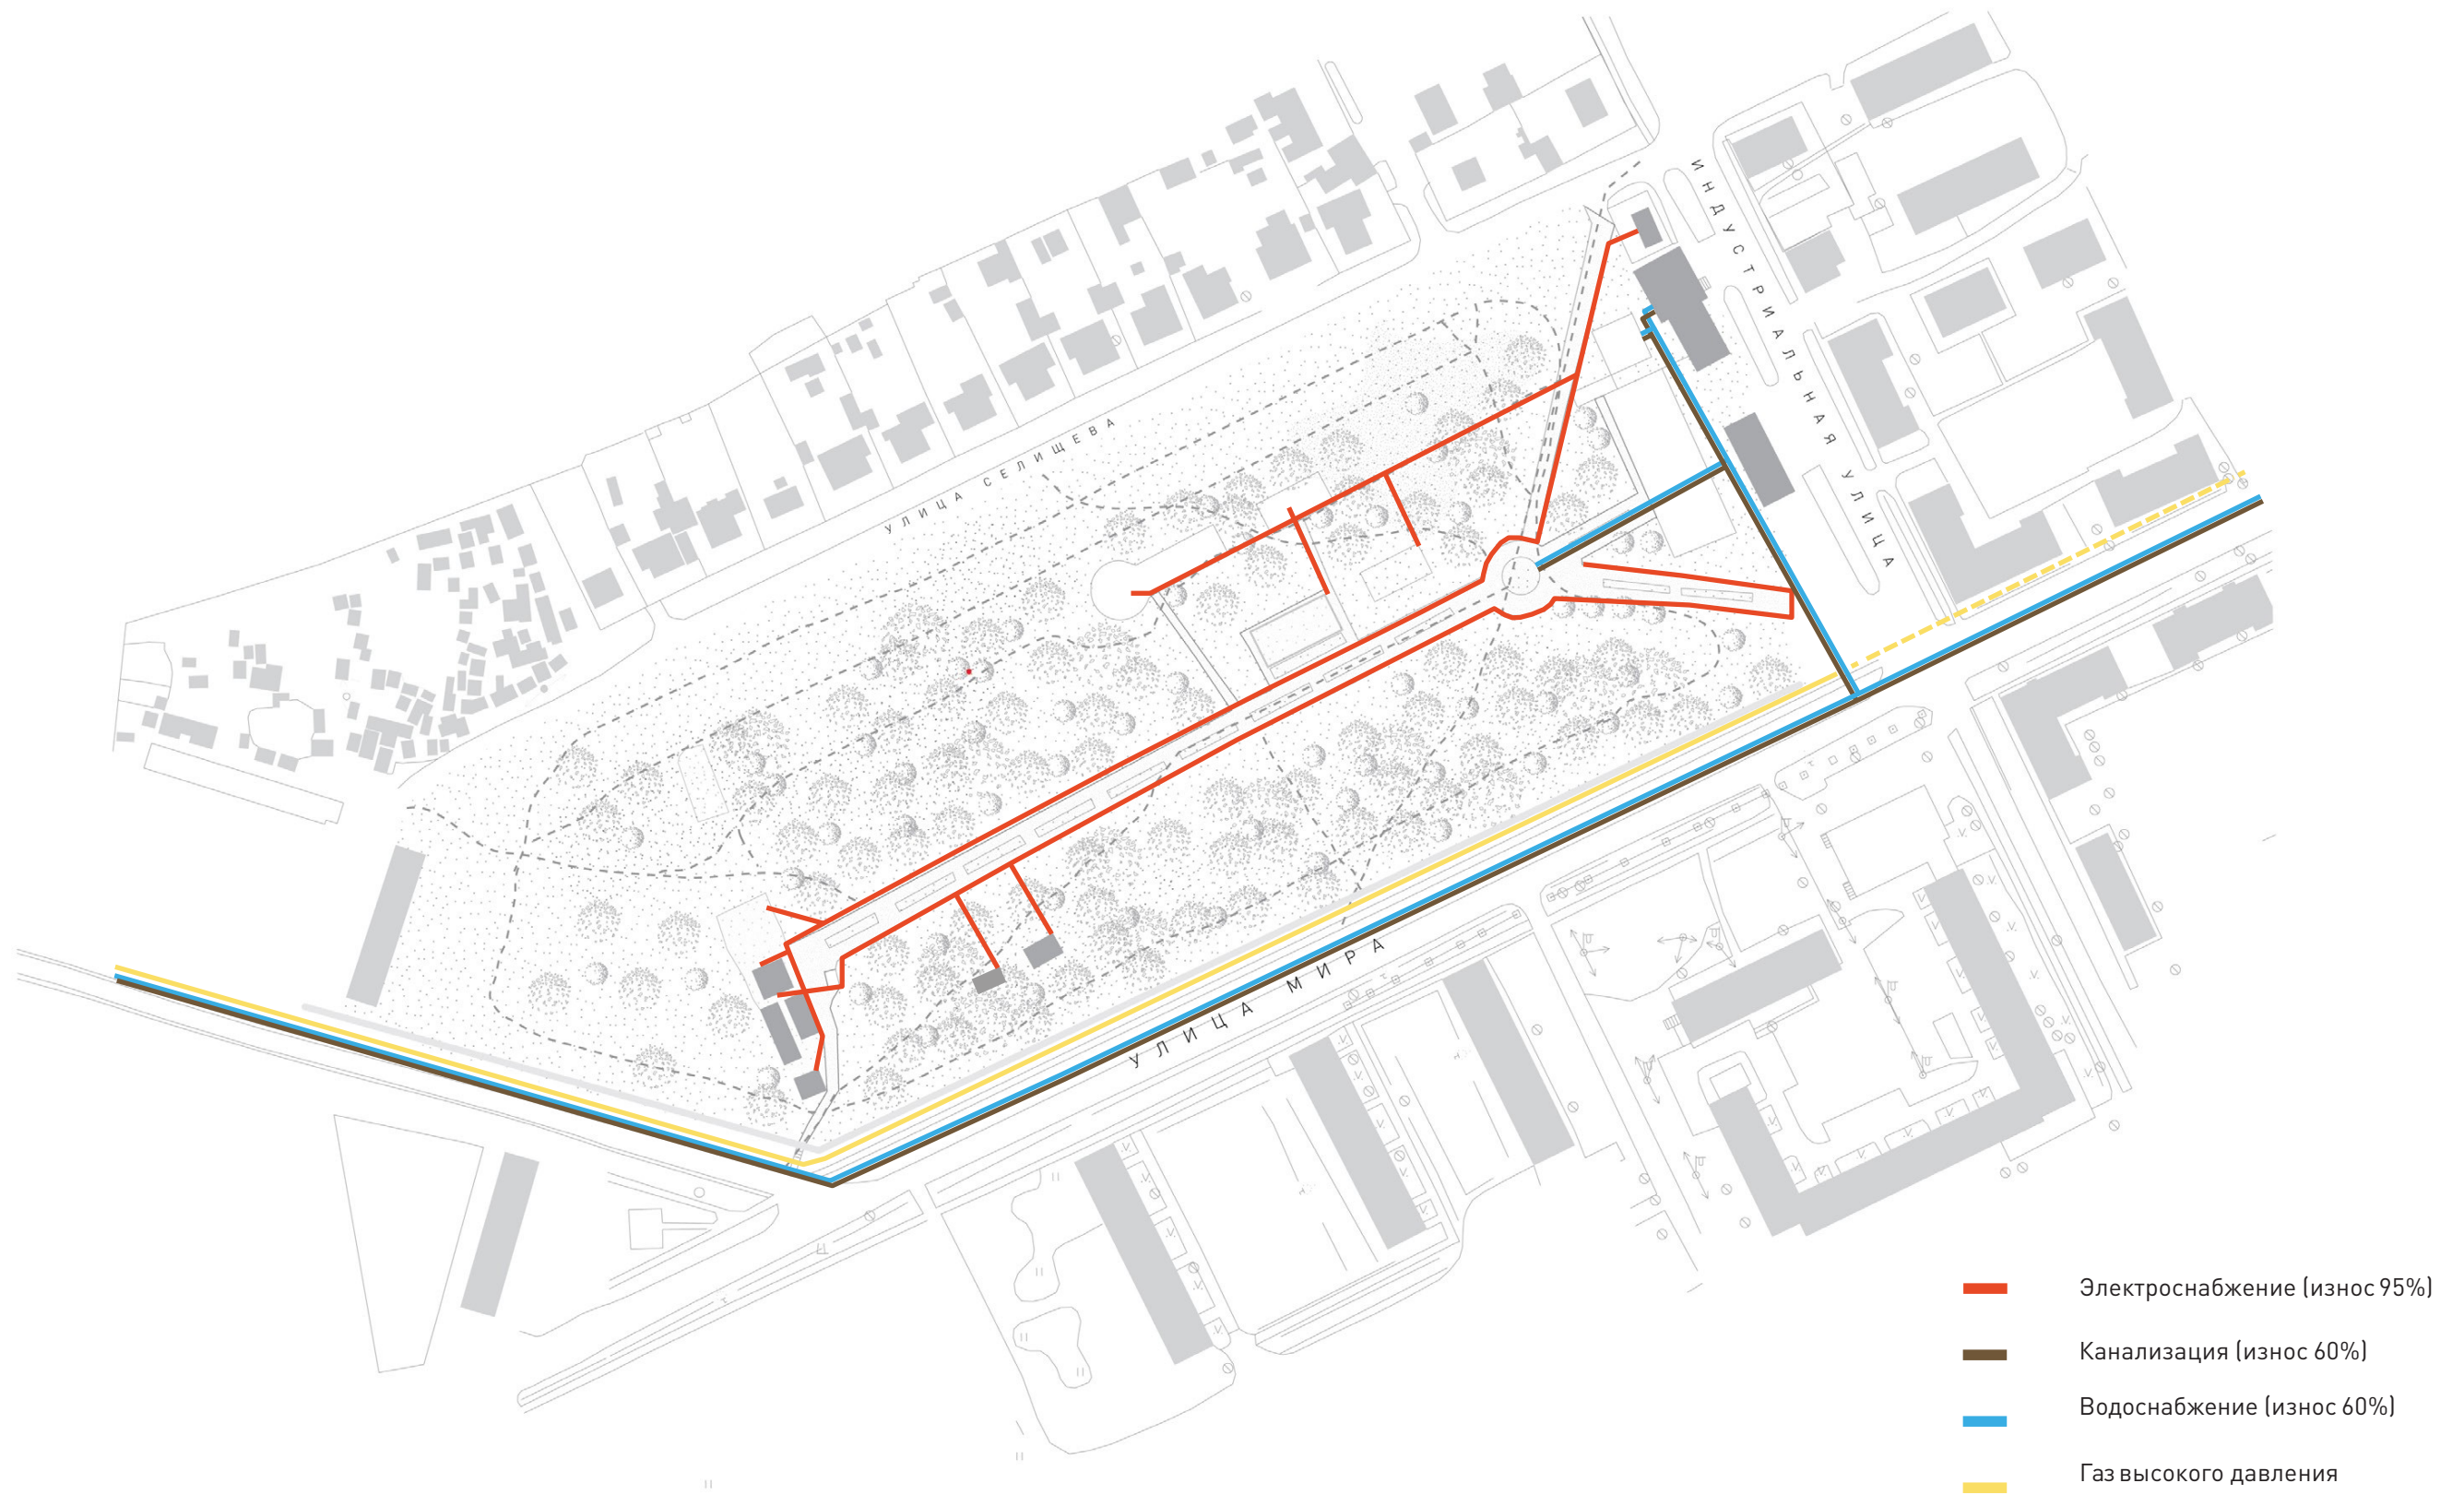 ИНДУСТРИАЛЬНАЯ УЛИЦА
УЛИЦА СЕЛИЩЕВА
УЛИЦА МИРА
Электроснабжение (износ 95%)
Канализация (износ 60%)
Водоснабжение (износ 60%)
Газ высокого давления